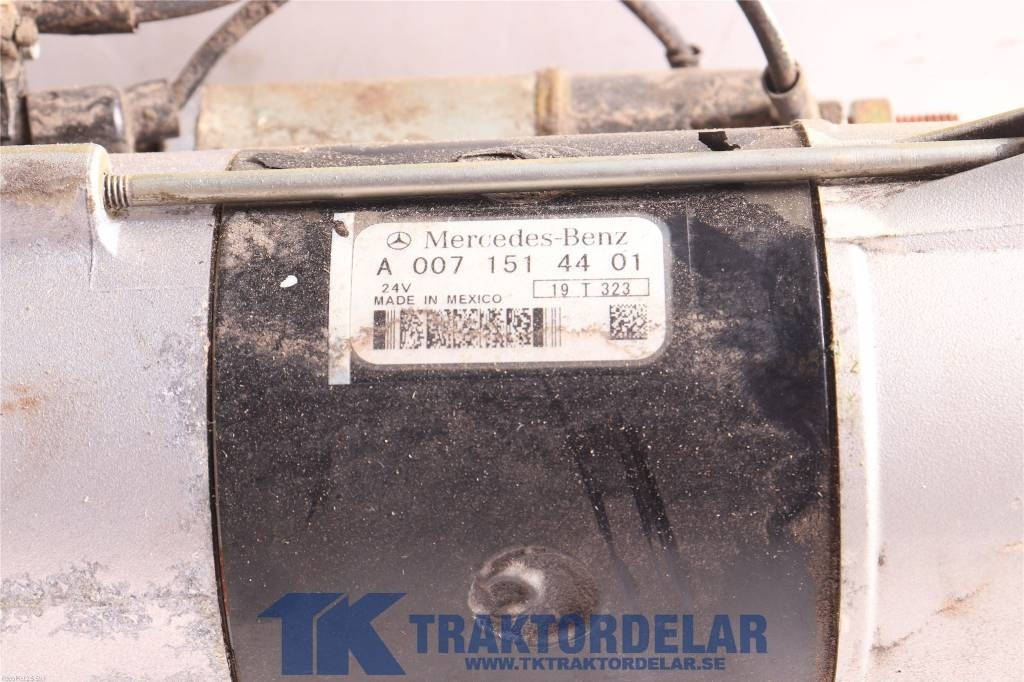 Mercedes-Benz
A 007 151 44 01
24V
19 T 323
MADE IN MEXICO
TK TRAKTORDELAR
WWW.TKTRAKTORDELAR.SE